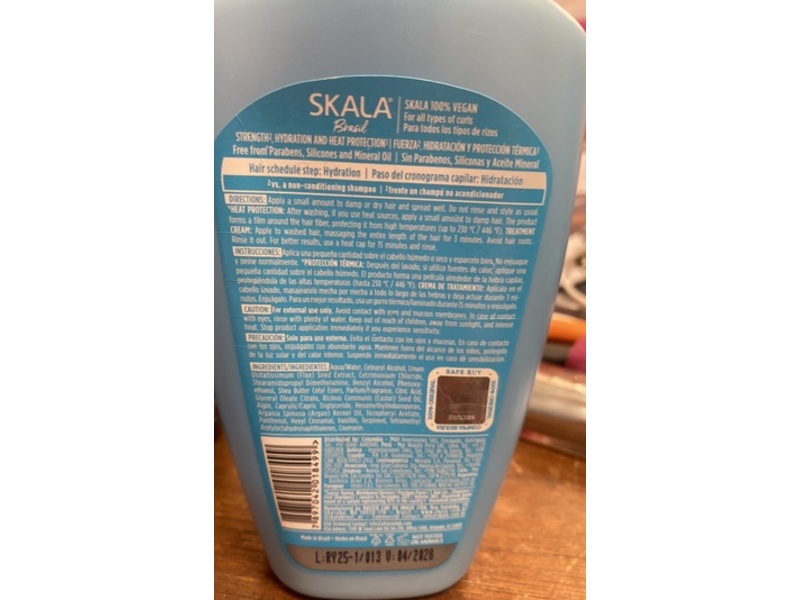 SKALA®
Brasil
SKALA 100% VEGAN
For all types of curls
Para todos los tipos de rizos
STRENGTH², HYDRATION AND HEAT PROTECTION¹ | FUERZA², HIDRATACIÓN Y PROTECCIÓN TÉRMICA¹
Free from Parabens, Silicones and Mineral Oil | Sin Parabenos, Siliconas y Aceite Mineral
Hair schedule step: Hydration | Paso del cronograma capilar: Hidratación
²vs. a non-conditioning shampoo | ²frente un champú no acondicionador
DIRECTIONS: Apply a small amount to damp or dry hair and spread well. Do not rinse and style as usual.
¹HEAT PROTECTION: After washing, if you use heat sources, apply a small amount to damp hair. The product
forms a film around the hair fiber, protecting it from high temperatures (up to 230 °C / 446 °F). TREATMENT
CREAM: Apply to washed hair, massaging the entire length of the hair for 3 minutes. Avoid hair roots.
Rinse it out. For better results, use a heat cap for 15 minutes and rinse.
INSTRUCCIONES: Aplica una pequeña cantidad sobre el cabello húmedo o seco y esparcelo bien. No enjuague
y peine normalmente. ¹PROTECCIÓN TÉRMICA: Después del lavado, si utiliza fuentes de calor, aplique una
pequeña cantidad sobre el cabello húmedo. El producto forma una película alrededor de la hebra capilar,
protegiéndola de las altas temperaturas (hasta 230 °C / 446 °F). CREMA DE TRATAMIENTO: Aplícalo en el
cabello lavado, masajeando mecha por mecha a todo lo largo de las hebras y deja actuar durante 3 mi-
nutos. Enjuágalo. Para un mejor resultado, usa un gorro térmico/laminado durante 15 minutos y enjuágalo.
CAUTION: For external use only. Avoid contact with eyes and mucous membranes. In case of contact
with eyes, rinse with plenty of water. Keep out of reach of children, away from sunlight, and intense
heat. Stop product application immediately if you experience sensitivity.
PRECAUCIÓN: Solo para uso externo. Evita el contacto con los ojos y mucosas. En caso de contacto
con los ojos, enjuágalos con abundante agua. Mantener fuera del alcance de los niños, protegido
de la luz solar y del calor intenso. Suspende inmediatamente el uso en caso de sensibilización.
INGREDIENTS/INGREDIENTES: Aqua/Water, Cetearyl Alcohol, Linum
Usitatissimum (Flax) Seed Extract, Cetrimonium Chloride,
Stearamidopropyl Dimethylamine, Benzyl Alcohol, Phenoxy-
ethanol, Shea Butter Cetyl Esters, Parfum/Fragrance, Citric Acid,
Glyceryl Oleate Citrate, Ricinus Communis (Castor) Seed Oil,
Algin, Caprylic/Capric Triglyceride, Hexamethylindanopyran,
Argania Spinosa (Argan) Kernel Oil, Tocopheryl Acetate,
Panthenol, Hexyl Cinnamal, Vanillin, Terpineol, Tetramethyl
Acetyloctahydronaphthalenes, Coumarin.
SAFE BUY
COMPRA SEGURA
7 897042 018499 >
Distributed by: Colombia
Paraguay
Made in Brazil • Hecho en Brasil
NOT TESTED
ON ANIMALS
L:RY25-1/013 V:04/2028